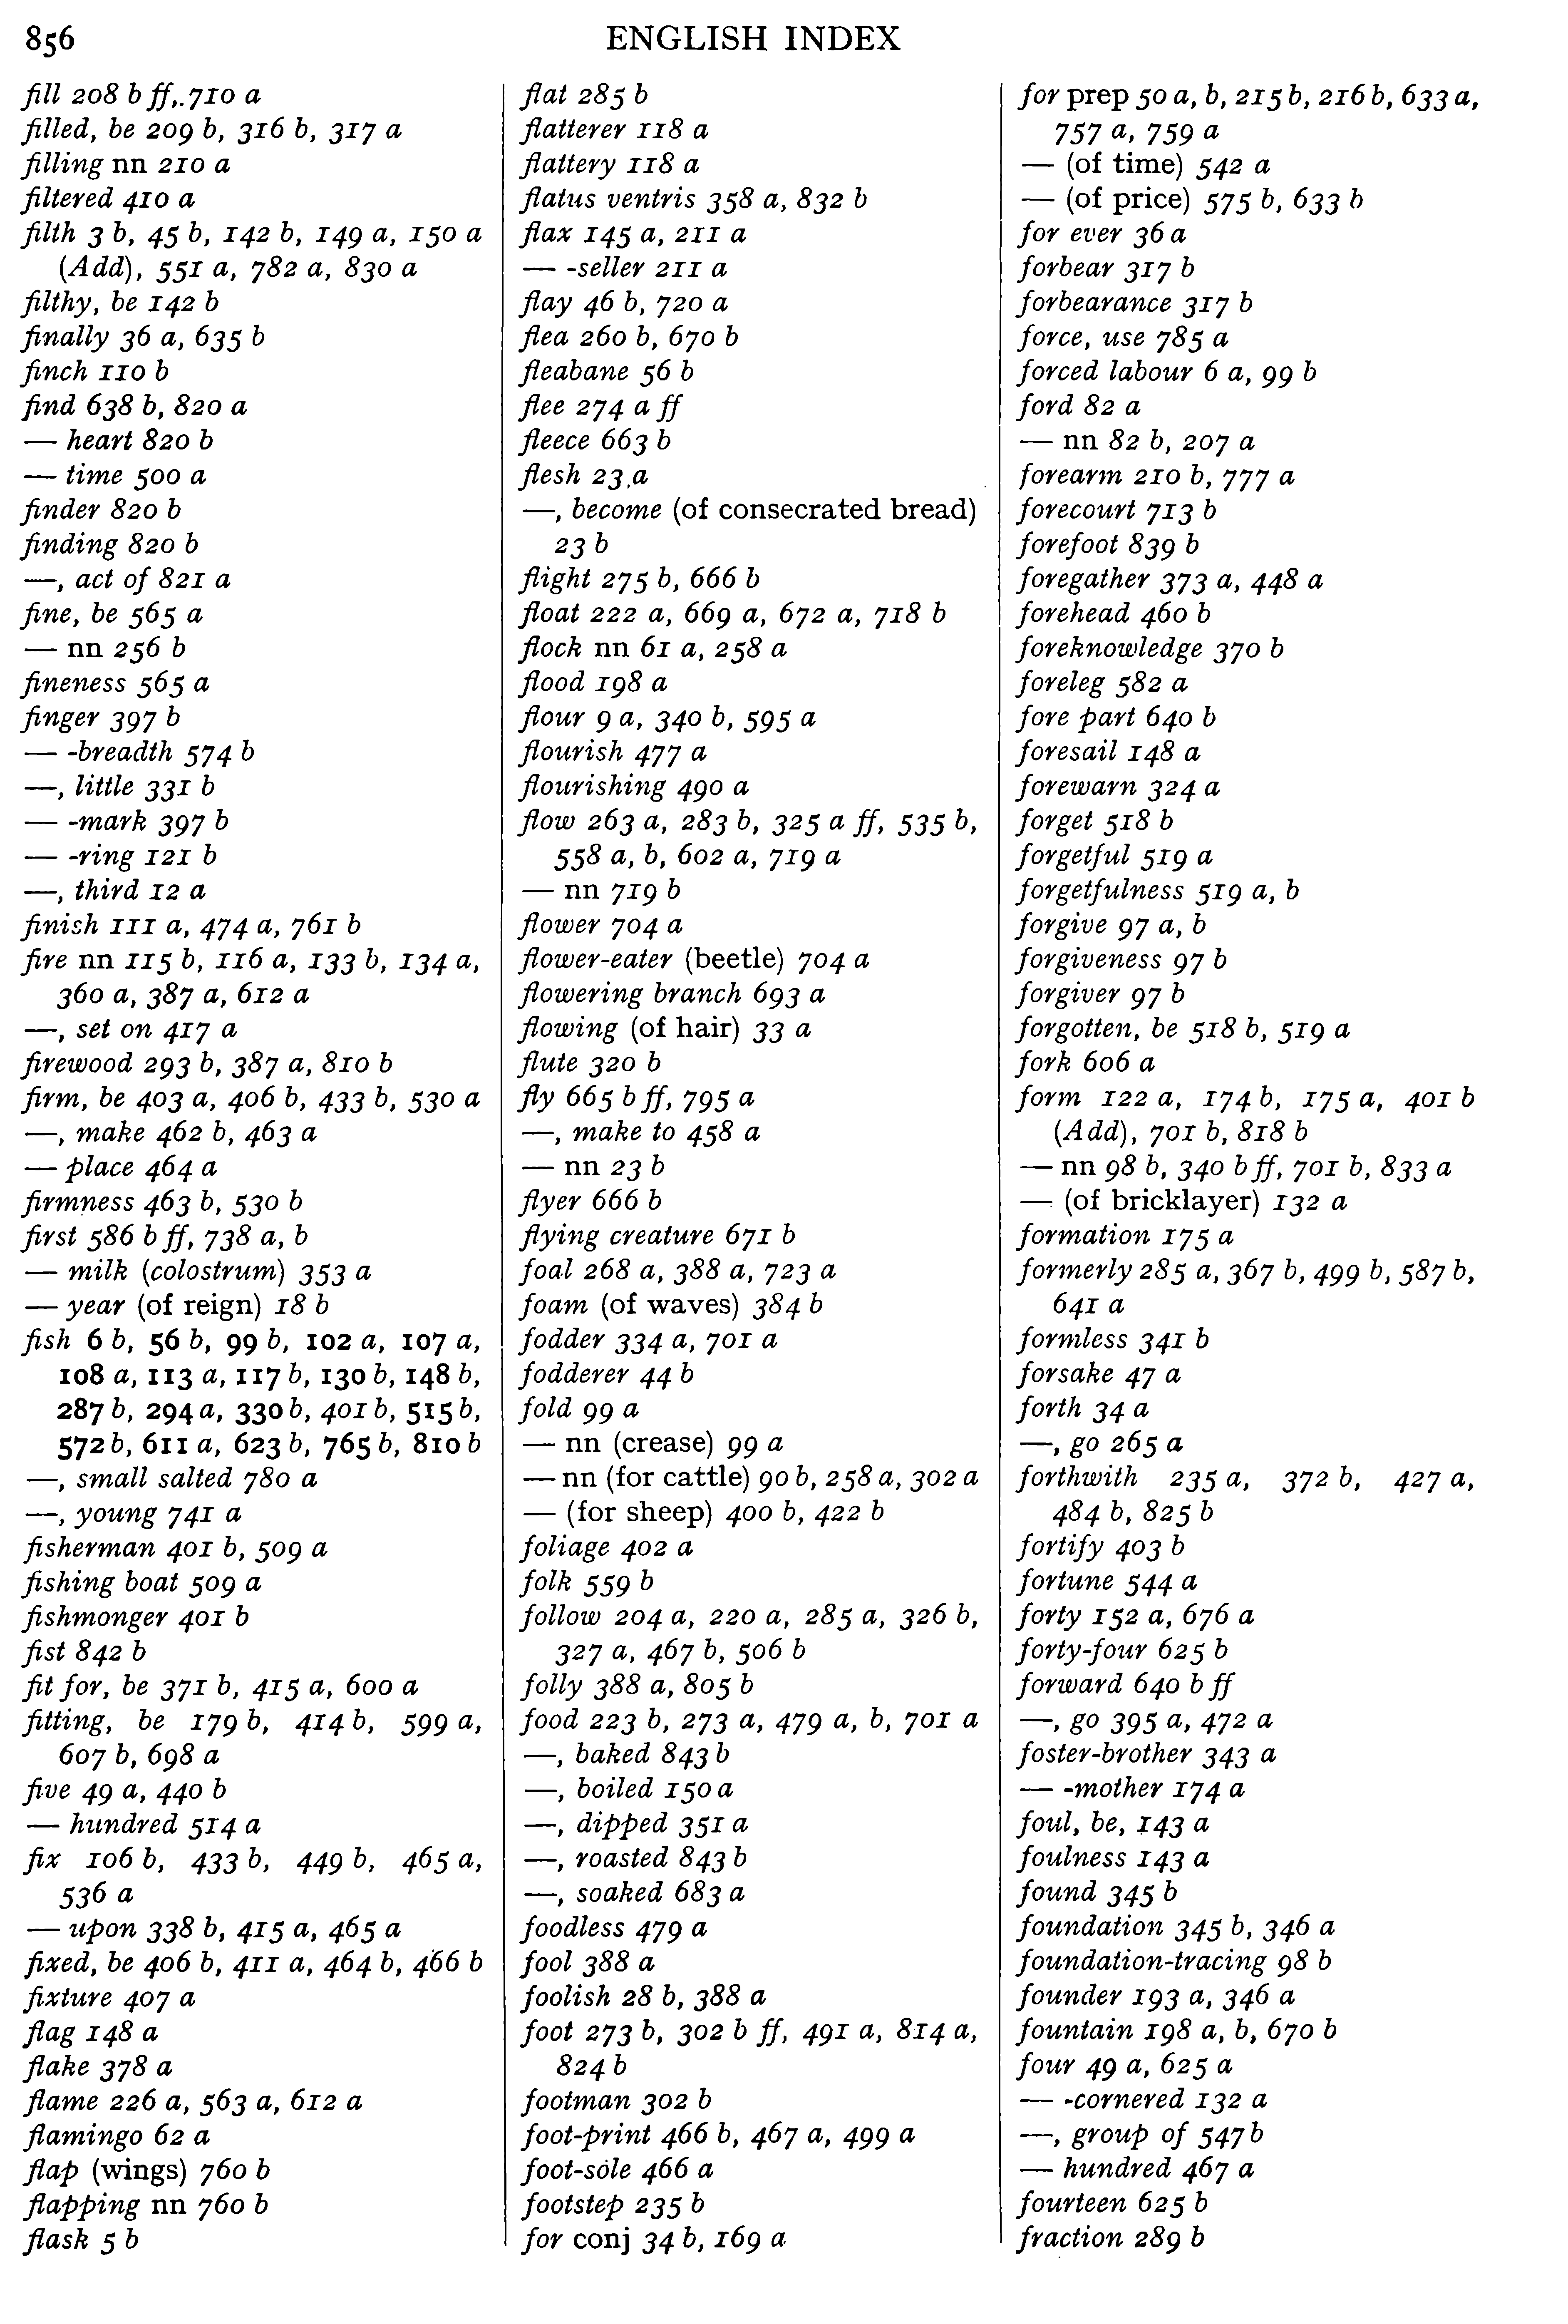 856
ENGLISH INDEX
fill 208 b ff,. 710 a
filled, be 209 b, 316 b, 317 a
filling nn 210 a
filtered 410 a
filth 3 b, 45 b, 142 b, 149 a, 150 a
(Add), 551 a, 782 a, 830 a
filthy, be 142 b
finally 36 a, 635 b
finch 110 b
find 638 b, 820 a
— heart 820 b
— time 500 a
finder 820 b
finding 820 b
—, act of 821 a
fine, be 565 a
— nn 256 b
fineness 565 a
finger 397 b
— -breadth 574 b
—, little 331 b
— -mark 397 b
— -ring 121 b
—, third 12 a
finish 111 a, 474 a, 761 b
fire nn 115 b, 116 a, 133 b, 134 a,
360 a, 387 a, 612 a
—, set on 417 a
firewood 293 b, 387 a, 810 b
firm, be 403 a, 406 b, 433 b, 530 a
—, make 462 b, 463 a
— place 464 a
firmness 463 b, 530 b
first 586 b ff, 738 a, b
— milk (colostrum) 353 a
— year (of reign) 18 b
fish 6 b, 56 b, 99 b, 102 a, 107 a,
108 a, 113 a, 117 b, 130 b, 148 b,
287 b, 294 a, 330 b, 401 b, 515 b,
572 b, 611 a, 623 b, 765 b, 810 b
—, small salted 780 a
—, young 741 a
fisherman 401 b, 509 a
fishing boat 509 a
fishmonger 401 b
fist 842 b
fit for, be 371 b, 415 a, 600 a
fitting, be 179 b, 414 b, 599 a,
607 b, 698 a
five 49 a, 440 b
— hundred 514 a
fix 106 b, 433 b, 449 b, 465 a,
536 a
— upon 338 b, 415 a, 465 a
fixed, be 406 b, 411 a, 464 b, 466 b
fixture 407 a
flag 148 a
flake 378 a
flame 226 a, 563 a, 612 a
flamingo 62 a
flap (wings) 760 b
flapping nn 760 b
flask 5 b
flat 285 b
flatterer 118 a
flattery 118 a
flatus ventris 358 a, 832 b
flax 145 a, 211 a
— -seller 211 a
flay 46 b, 720 a
flea 260 b, 670 b
fleabane 56 b
flee 274 a ff
fleece 663 b
flesh 23 a
—, become (of consecrated bread)
23 b
flight 275 b, 666 b
float 222 a, 669 a, 672 a, 718 b
flock nn 61 a, 258 a
flood 198 a
flour 9 a, 340 b, 595 a
flourish 477 a
flourishing 490 a
flow 263 a, 283 b, 325 a ff, 535 b,
558 a, b, 602 a, 719 a
— nn 719 b
flower 704 a
flower-eater (beetle) 704 a
flowering branch 693 a
flowing (of hair) 33 a
flute 320 b
fly 665 b ff, 795 a
—, make to 458 a
— nn 23 b
flyer 666 b
flying creature 671 b
foal 268 a, 388 a, 723 a
foam (of waves) 384 b
fodder 334 a, 701 a
fodderer 44 b
fold 99 a
— nn (crease) 99 a
— nn (for cattle) 90 b, 258 a, 302 a
— (for sheep) 400 b, 422 b
foliage 402 a
folk 559 b
follow 204 a, 220 a, 285 a, 326 b,
327 a, 467 b, 506 b
folly 388 a, 805 b
food 223 b, 273 a, 479 a, b, 701 a
—, baked 843 b
—, boiled 150 a
—, dipped 351 a
—, roasted 843 b
—, soaked 683 a
foodless 479 a
fool 388 a
foolish 28 b, 388 a
foot 273 b, 302 b ff, 491 a, 814 a,
824 b
footman 302 b
foot-print 466 b, 467 a, 499 a
foot-sole 466 a
footstep 235 b
for conj 34 b, 169 a
for prep 50 a, b, 215 b, 216 b, 633 a,
757 a, 759 a
— (of time) 542 a
— (of price) 575 b, 633 b
for ever 36 a
forbear 317 b
forbearance 317 b
force, use 785 a
forced labour 6 a, 99 b
ford 82 a
— nn 82 b, 207 a
forearm 210 b, 777 a
forecourt 713 b
forefoot 839 b
foregather 373 a, 448 a
forehead 460 b
foreknowledge 370 b
foreleg 582 a
fore part 640 b
foresail 148 a
forewarn 324 a
forget 518 b
forgetful 519 a
forgetfulness 519 a, b
forgive 97 a, b
forgiveness 97 b
forgiver 97 b
forgotten, be 518 b, 519 a
fork 606 a
form 122 a, 174 b, 175 a, 401 b
(Add), 701 b, 818 b
— nn 98 b, 340 b ff, 701 b, 833 a
— (of bricklayer) 132 a
formation 175 a
formerly 285 a, 367 b, 499 b, 587 b,
641 a
formless 341 b
forsake 47 a
forth 34 a
—, go 265 a
forthwith 235 a, 372 b, 427 a,
484 b, 825 b
fortify 403 b
fortune 544 a
forty 152 a, 676 a
forty-four 625 b
forward 640 b ff
—, go 395 a, 472 a
foster-brother 343 a
— -mother 174 a
foul, be, 143 a
foulness 143 a
found 345 b
foundation 345 b, 346 a
foundation-tracing 98 b
founder 193 a, 346 a
fountain 198 a, b, 670 b
four 49 a, 625 a
— -cornered 132 a
—, group of 547 b
— hundred 467 a
fourteen 625 b
fraction 289 b